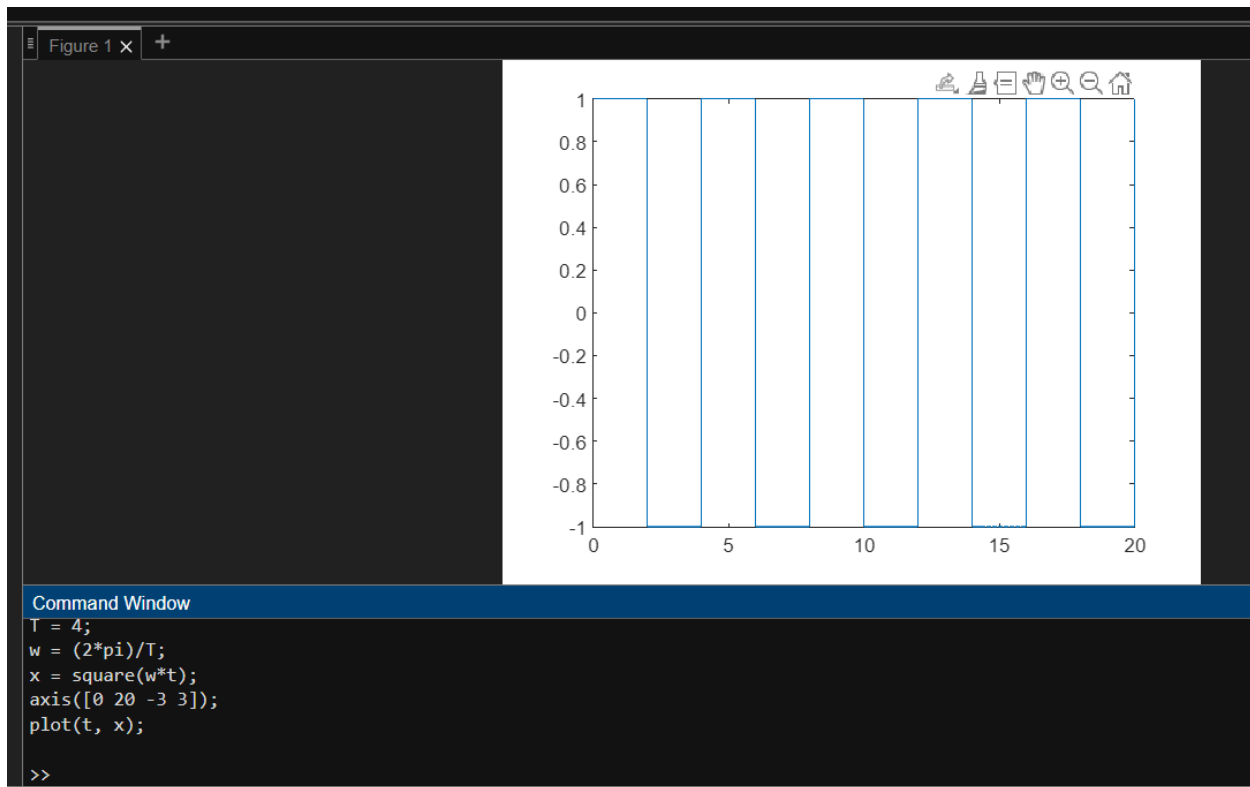 Figure 1 × +
1
0.8
0.6
0.4
0.2
0
-0.2
-0.4
-0.6
-0.8
-1
0 5 10 15 20
Command Window
T = 4;
w = (2*pi)/T;
x = square(w*t);
axis([0 20 -3 3]);
plot(t, x);
>>